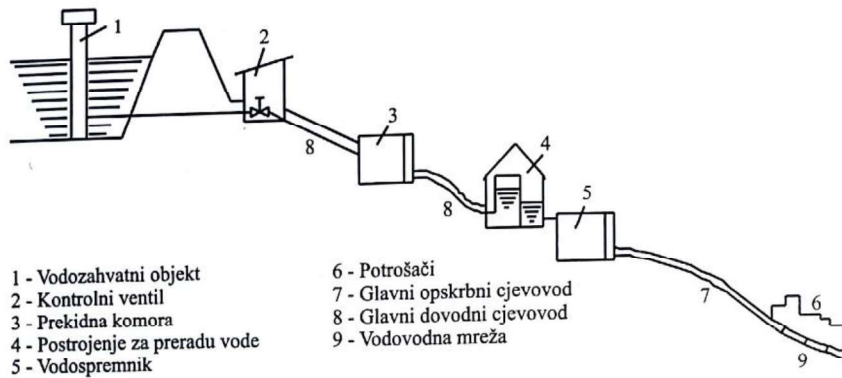 1
2
3
8
4
8
5
7
6
9
1 - Vodozahvatni objekt
2 - Kontrolni ventil
3 - Prekidna komora
4 - Postrojenje za preradu vode
5 - Vodospremnik
6 - Potrošači
7 - Glavni opskrbni cjevovod
8 - Glavni dovodni cjevovod
9 - Vodovodna mreža